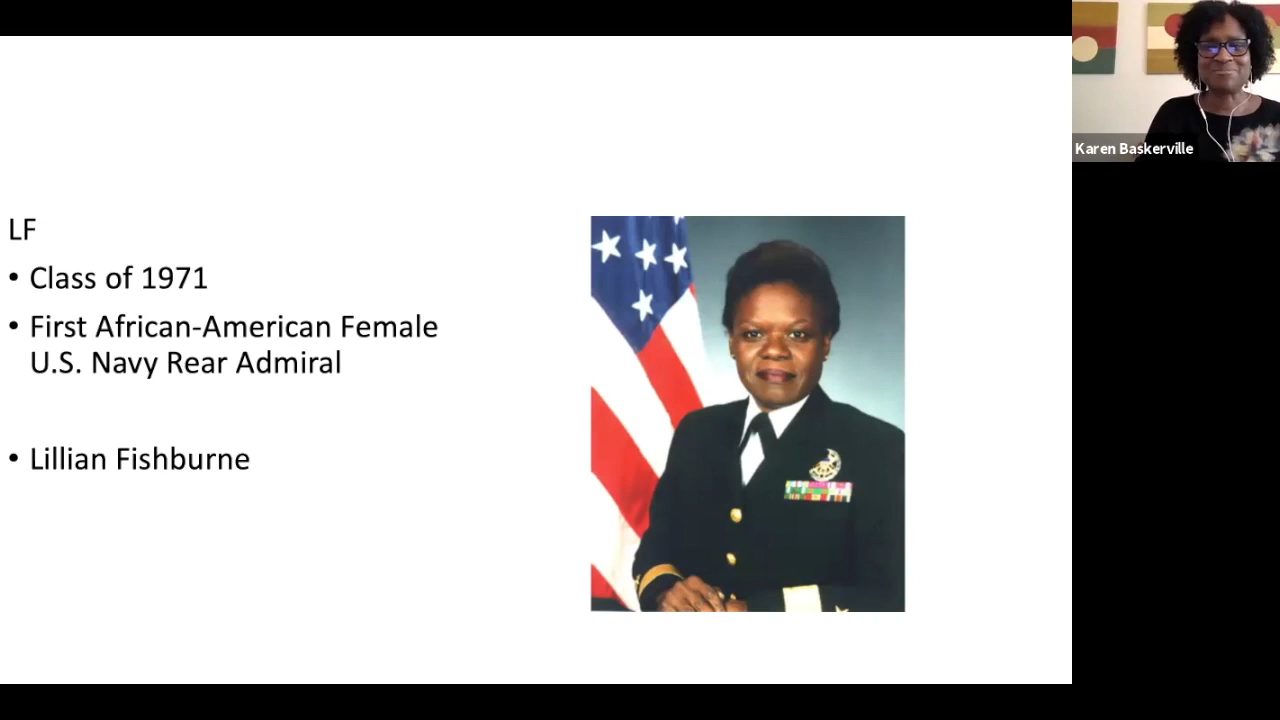 LF
• Class of 1971
• First African-American Female
U.S. Navy Rear Admiral
• Lillian Fishburne
Karen Baskerville